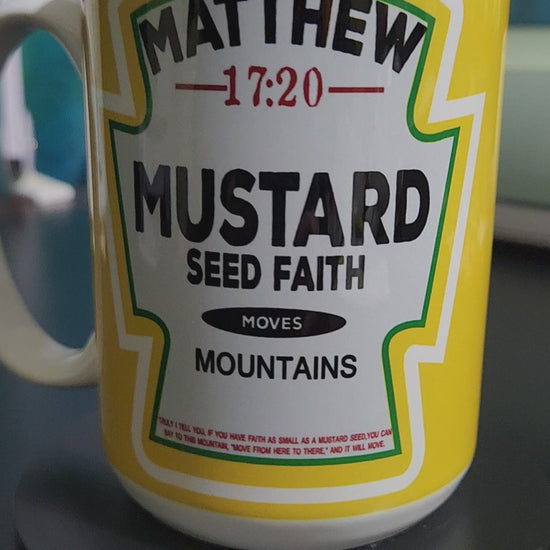 MATTHEW
17:20
MUSTARD
SEED FAITH
MOVES
MOUNTAINS
TRULY I TELL YOU, IF YOU HAVE FAITH AS SMALL AS A MUSTARD SEED,YOU CAN
SAY TO THIS MOUNTAIN, "MOVE FROM HERE TO THERE," AND IT WILL MOVE.